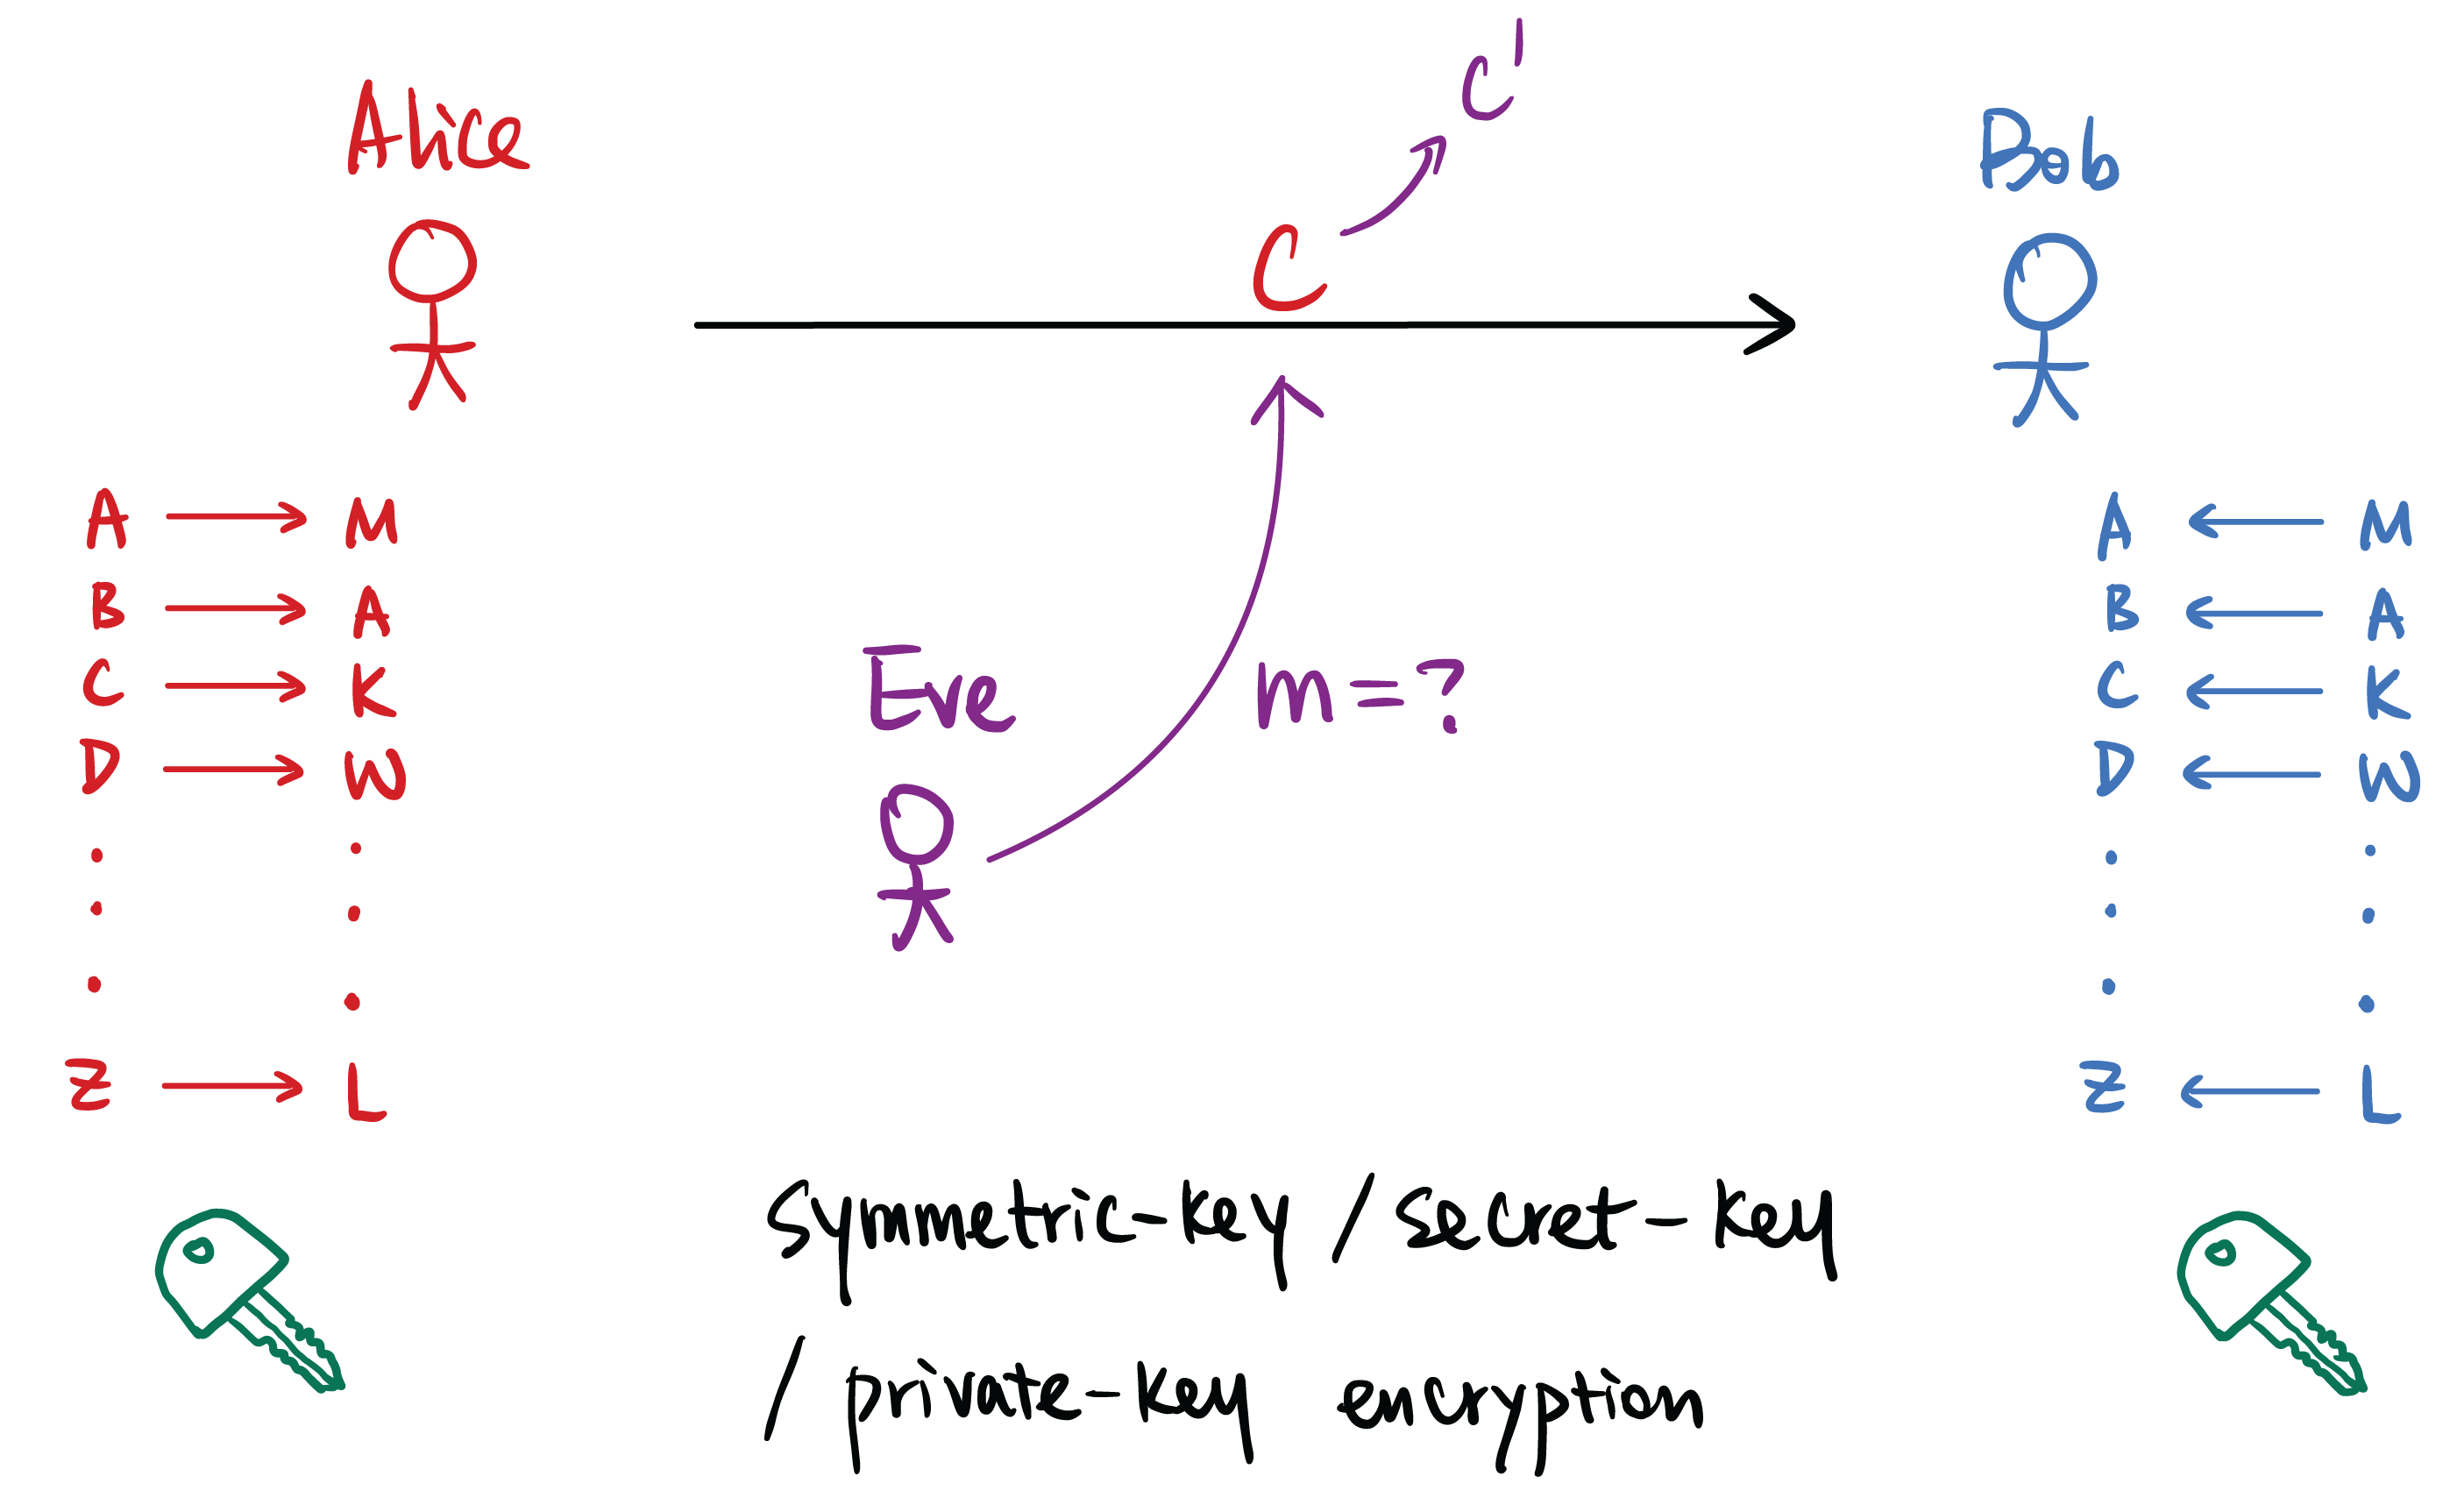 Alice
C'
Bob
C
A → M
B → A
C → K
D → W
Z → L
Eve
m=?
A ← M
B ← A
C ← K
D ← W
Z ← L
Symmetric-key/secret-key
/private-key encryption